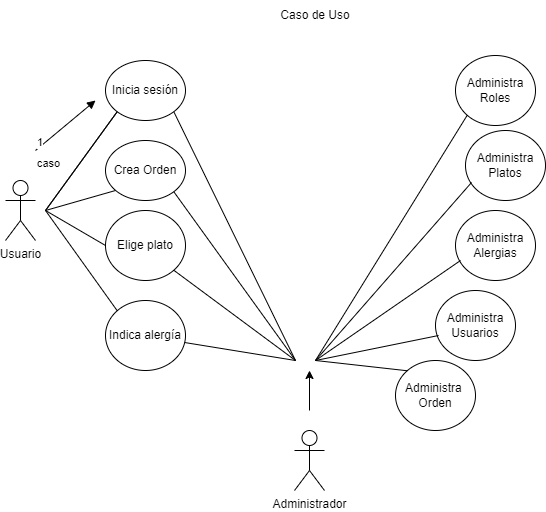 Caso de Uso
Inicia sesión
1
caso
Crea Orden
Elige plato
Indica alergía
Usuario
Administra
Roles
Administra
Platos
Administra
Alergias
Administra
Usuarios
Administra
Orden
Administrador